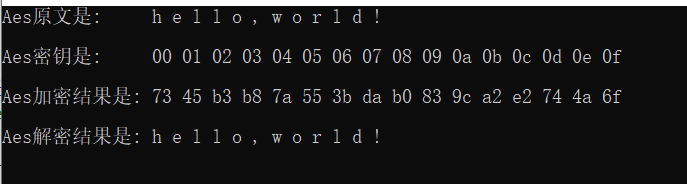 Aes原文是: h e l l o , w o r l d !
Aes密钥是: 00 01 02 03 04 05 06 07 08 09 0a 0b 0c 0d 0e 0f
Aes加密结果是: 73 45 b3 b8 7a 55 3b da b0 83 9c a2 e2 74 4a 6f
Aes解密结果是: h e l l o , w o r l d !